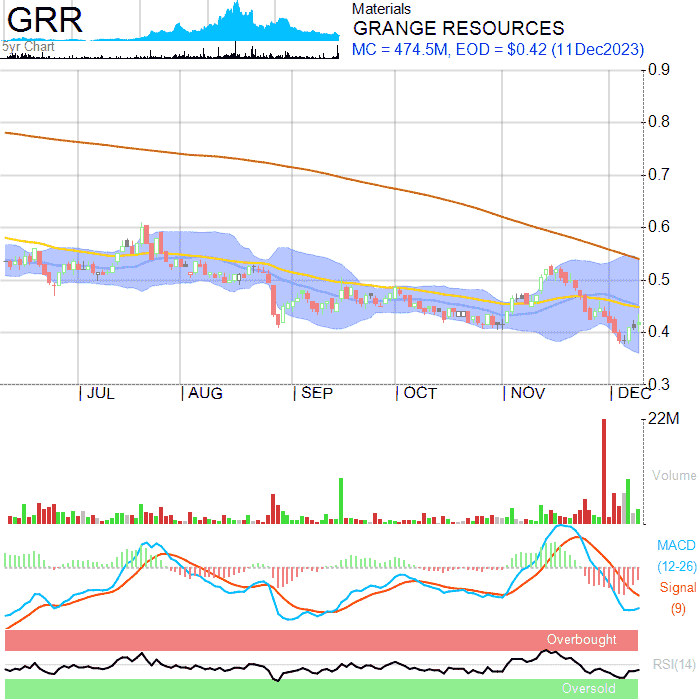 GRR
5yr Chart
Materials
GRANGE RESOURCES
MC = 474.5M, EOD = $0.42 (11Dec2023)
0.9
0.8
0.7
0.6
0.5
0.4
0.3
JUL AUG SEP OCT NOV DEC
22M
Volume
MACD
(12-26)
Signal
(9)
Overbought
RSI(14)
Oversold